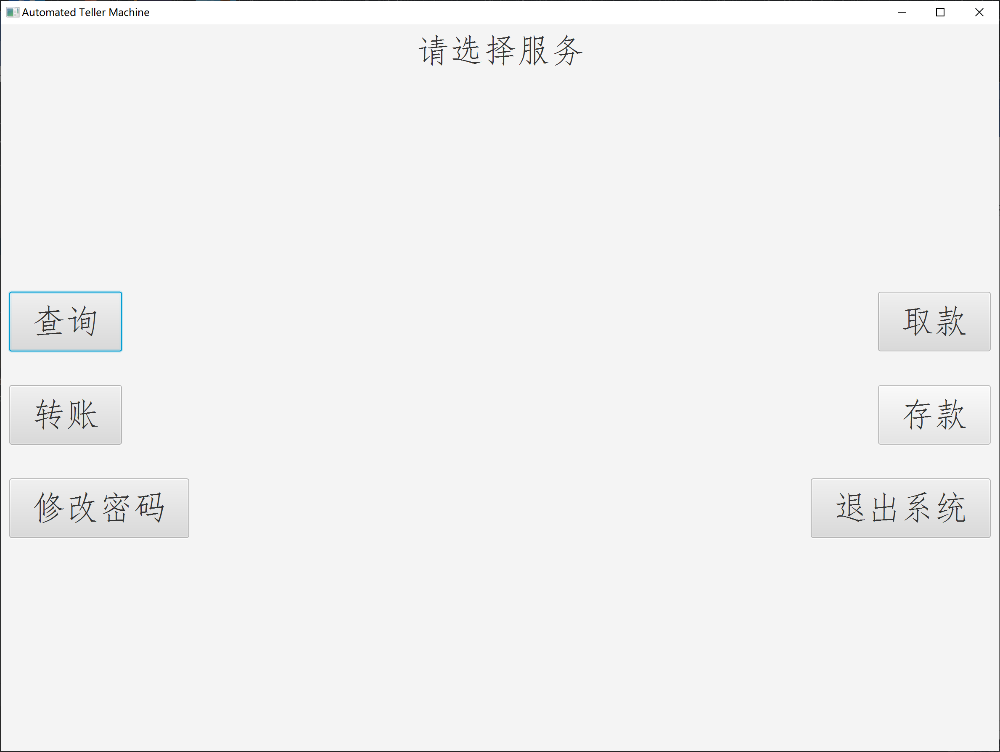 Automated Teller Machine
请选择服务
查询
取款
转账
存款
修改密码
退出系统